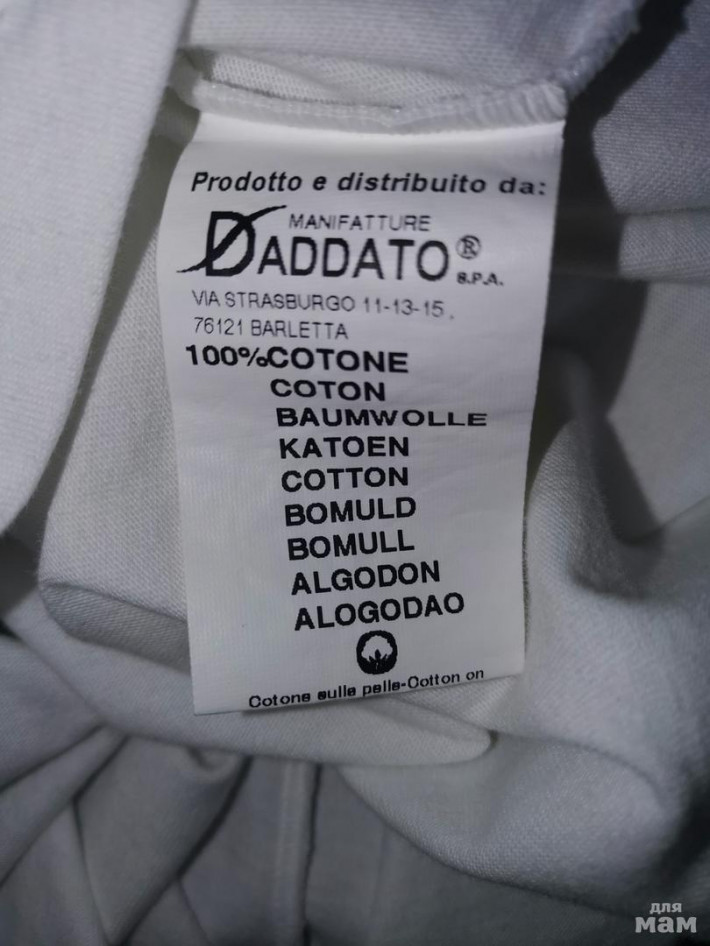 Prodotto e distribuito da:
MANIFATTURE
DADDATO® S.P.A.
VIA STRASBURGO 11-13-15,
76121 BARLETTA
100%COTONE
COTON
BAUMWOLLE
KATOEN
COTTON
BOMULD
BOMULL
ALGODON
ALOGODAO
Cotone sulla pelle-Cotton on
для
мам